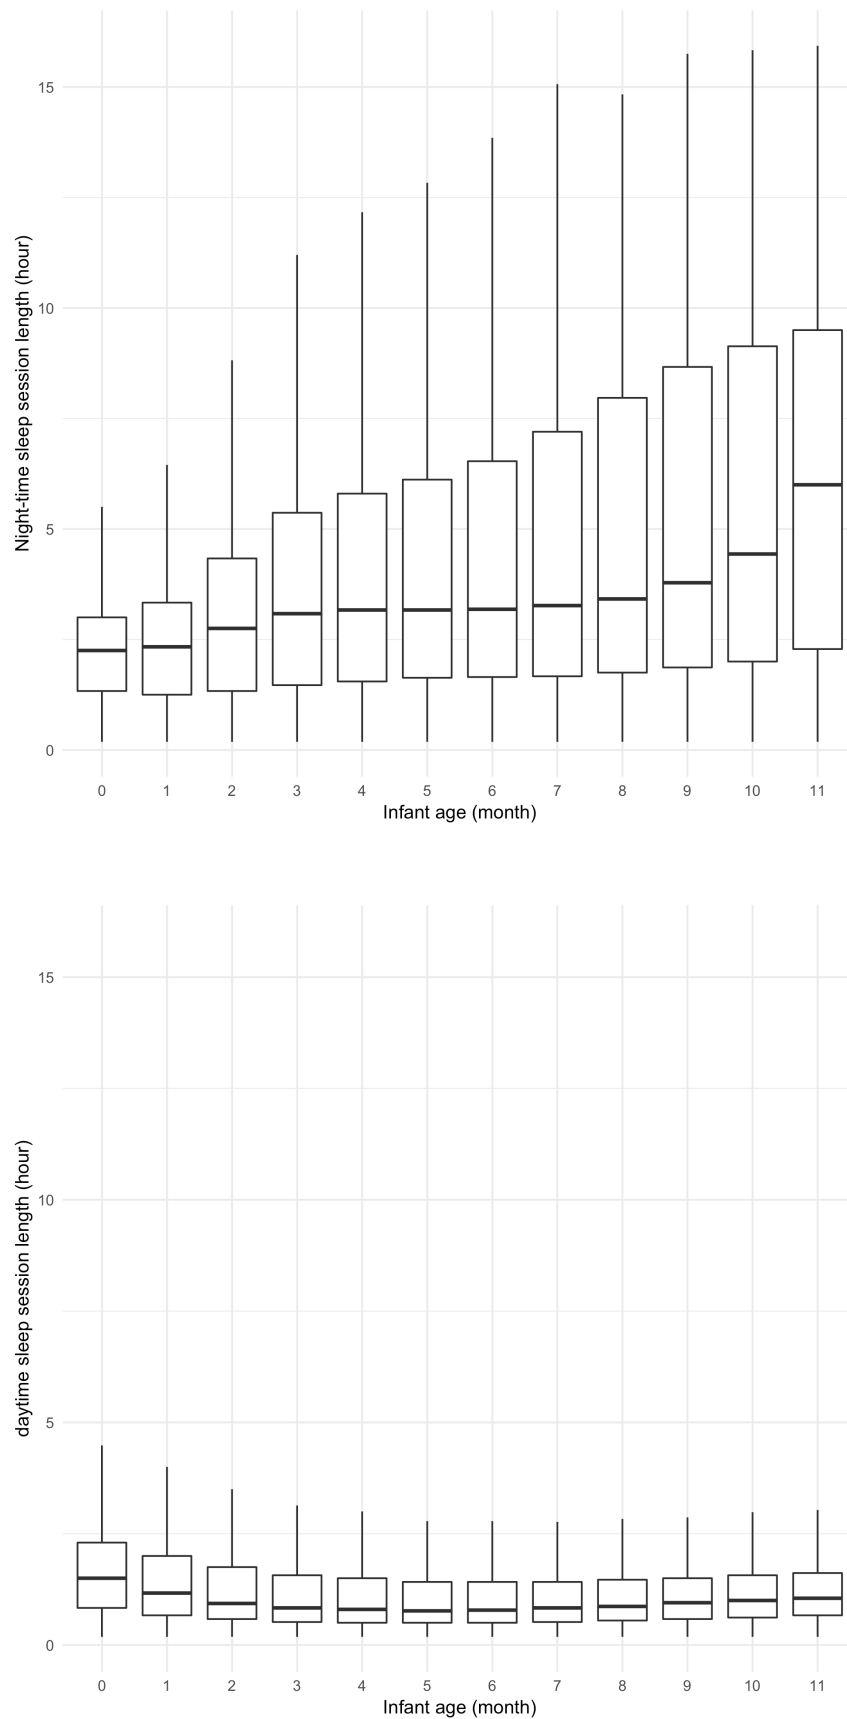 Night-time sleep session length (hour)
15
10
5
0
0 1 2 3 4 5 6 7 8 9 10 11
Infant age (month)
daytime sleep session length (hour)
15
10
5
0
0 1 2 3 4 5 6 7 8 9 10 11
Infant age (month)